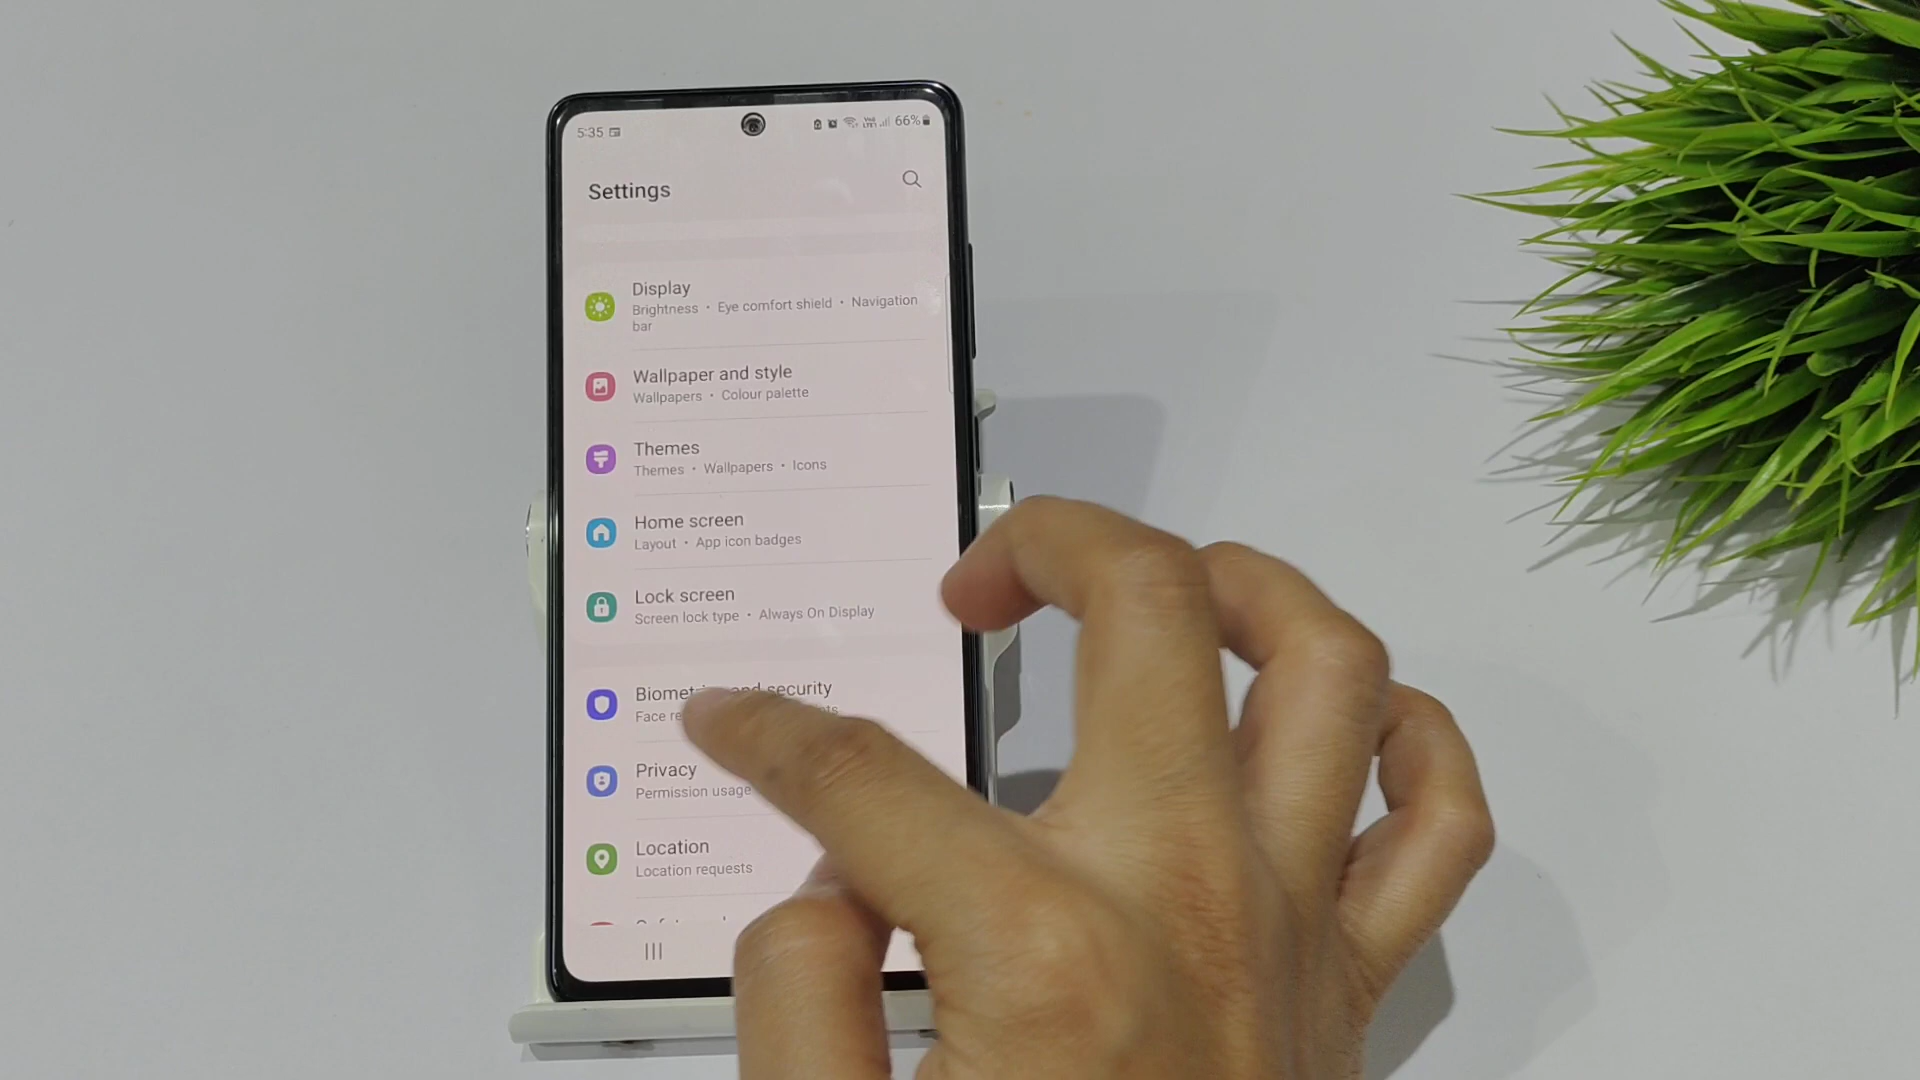 5:35
VoLTE1 66%
Settings
Display
Brightness • Eye comfort shield • Navigation
bar
Wallpaper and style
Wallpapers • Colour palette
Themes
Themes • Wallpapers • Icons
Home screen
Layout • App icon badges
Lock screen
Screen lock type • Always On Display
security
Face
Privacy
Permission usage
Location
Location requests